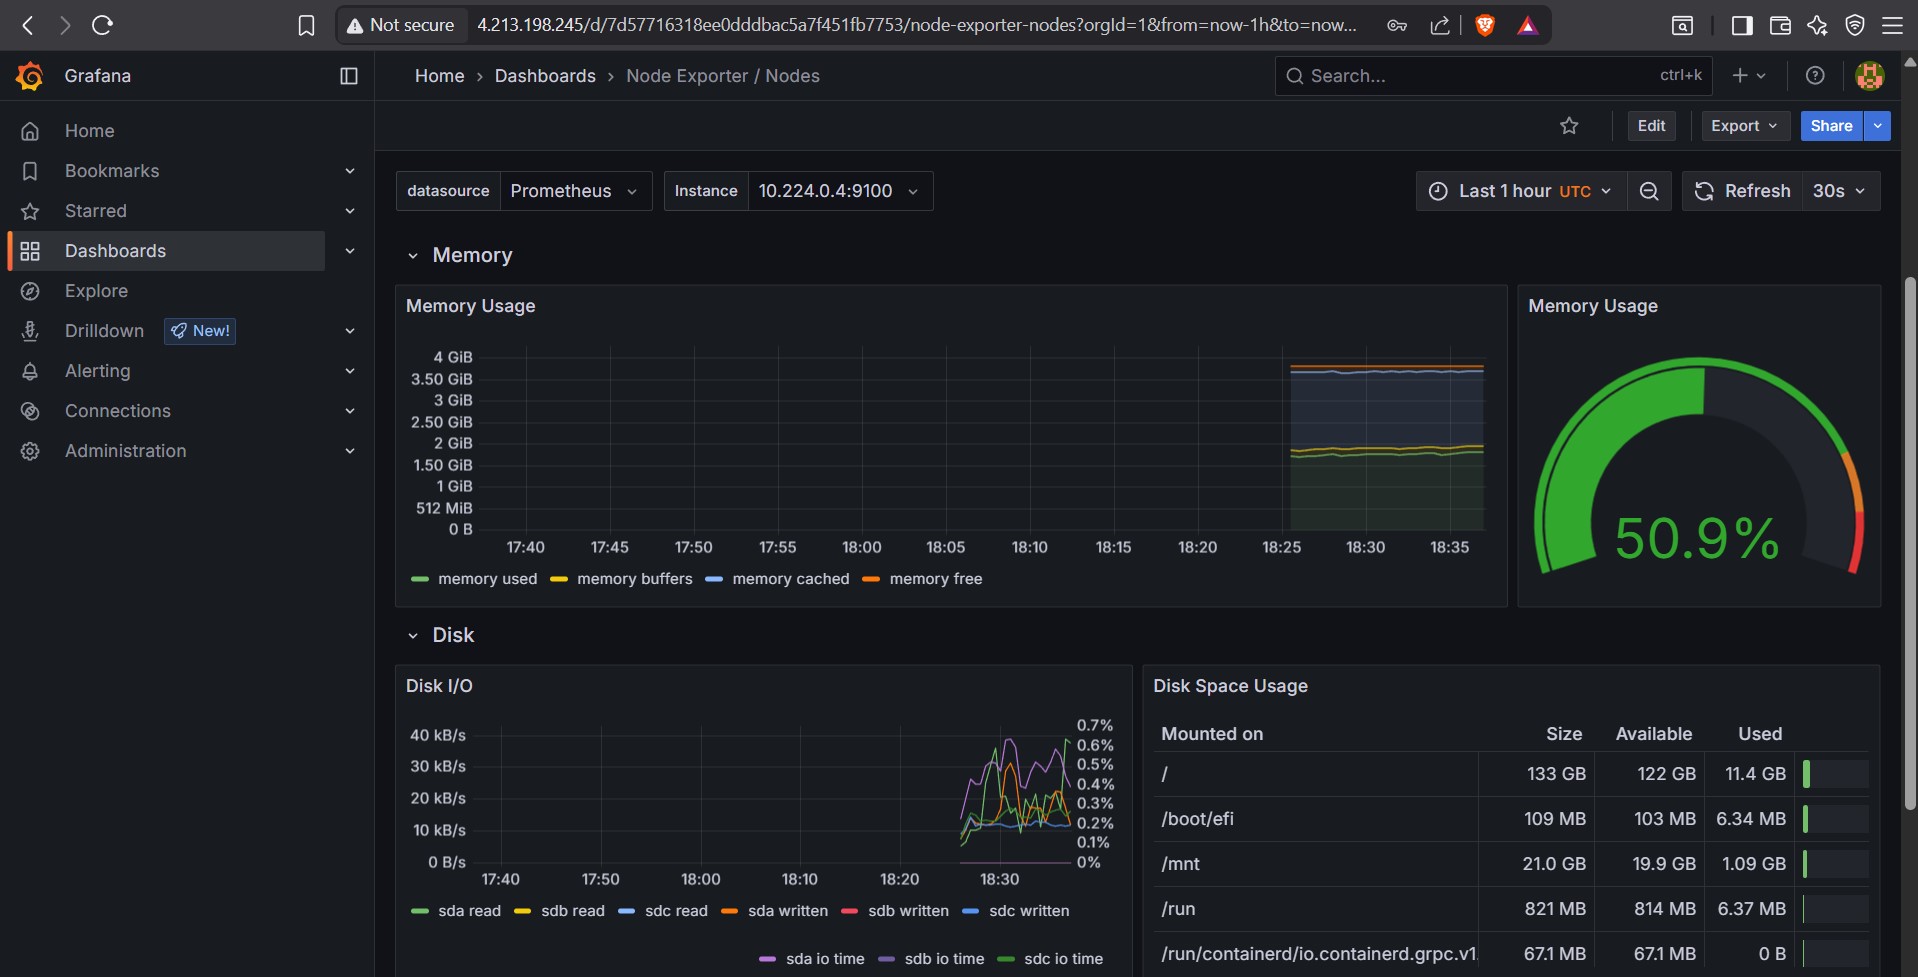 Not secure 4.213.198.245/d/7d57716318ee0dddbac5a7f451fb7753/node-exporter-nodes?orgId=1&from=now-1h&to=now...
Grafana
Home › Dashboards › Node Exporter / Nodes
Search... ctrl+k
Edit Export Share
Home
Bookmarks
Starred
Dashboards
Explore
Drilldown New!
Alerting
Connections
Administration
datasource Prometheus Instance 10.224.0.4:9100 Last 1 hour UTC Refresh 30s
Memory
Memory Usage
4 GiB
3.50 GiB
3 GiB
2.50 GiB
2 GiB
1.50 GiB
1 GiB
512 MiB
0 B
17:40 17:45 17:50 17:55 18:00 18:05 18:10 18:15 18:20 18:25 18:30 18:35
memory used memory buffers memory cached memory free
Memory Usage
50.9%
Disk
Disk I/O
40 kB/s
30 kB/s
20 kB/s
10 kB/s
0 B/s
0.7%
0.6%
0.5%
0.4%
0.3%
0.2%
0.1%
0%
17:40 17:50 18:00 18:10 18:20 18:30
sda read sdb read sdc read sda written sdb written sdc written
sda io time sdb io time sdc io time
Disk Space Usage
Mounted on Size Available Used
/ 133 GB 122 GB 11.4 GB
/boot/efi 109 MB 103 MB 6.34 MB
/mnt 21.0 GB 19.9 GB 1.09 GB
/run 821 MB 814 MB 6.37 MB
/run/containerd/io.containerd.grpc.v1. 67.1 MB 67.1 MB 0 B